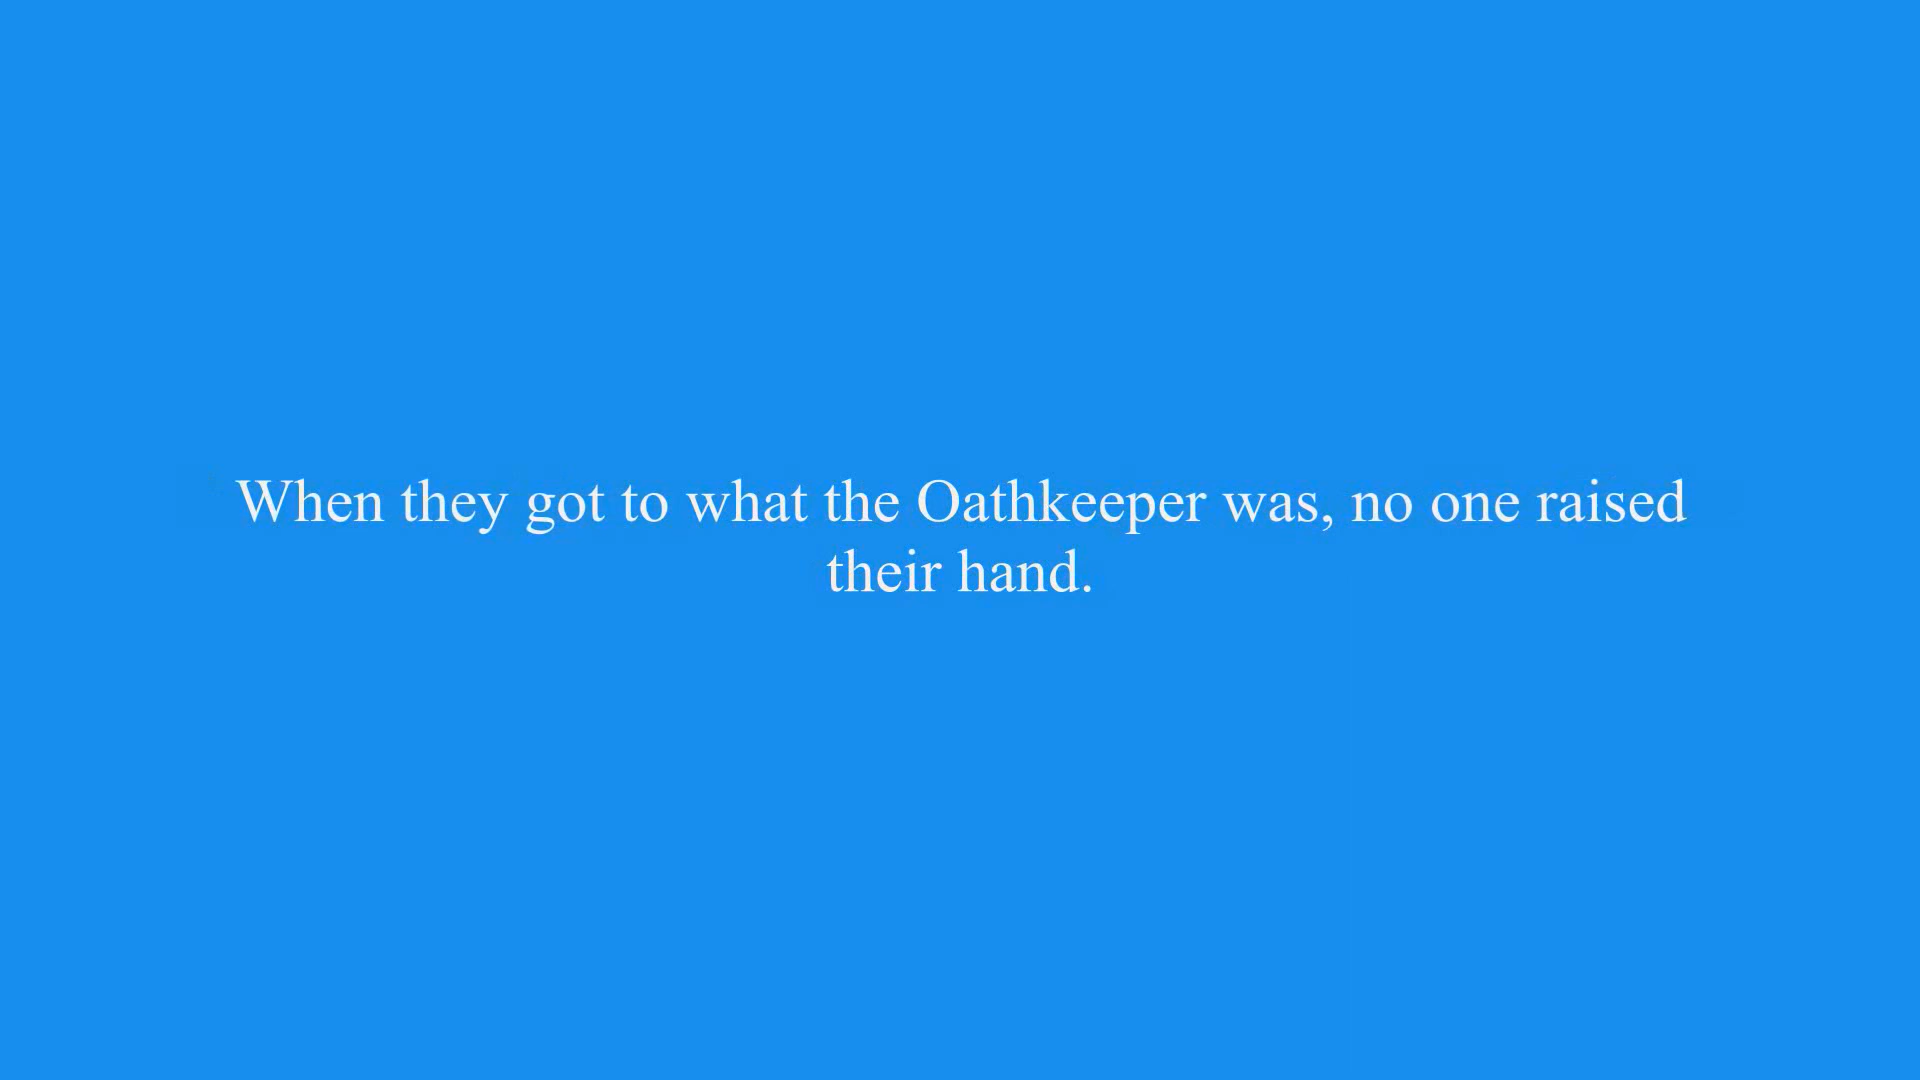 When they got to what the Oathkeeper was, no one raised
their hand.